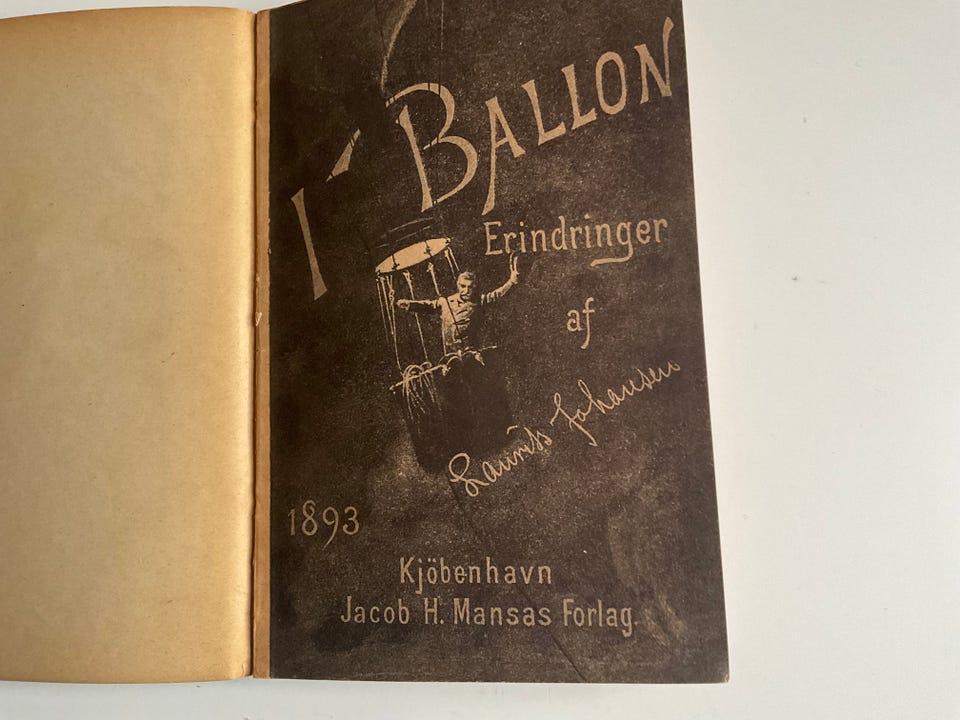 I BALLON
Erindringer
af
Laurits Johansen
1893
Kjöbenhavn
Jacob H. Mansas Forlag.